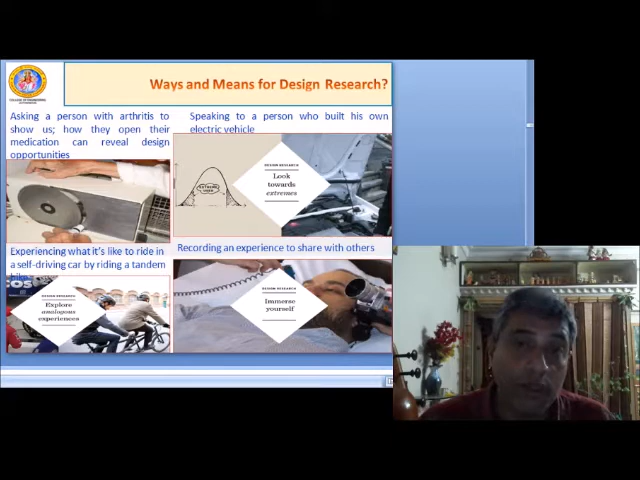 Ways and Means for Design Research?
Asking a person with arthritis to
show us; how they open their
medication can reveal design
opportunities
Speaking to a person who built his own
electric vehicle
DESIGN RESEARCH
Look
towards
extremes
Experiencing what it's like to ride in
a self-driving car by riding a tandem
bike
Recording an experience to share with others
DESIGN RESEARCH
Explore
analogous
experiences
DESIGN RESEARCH
Immerse
yourself